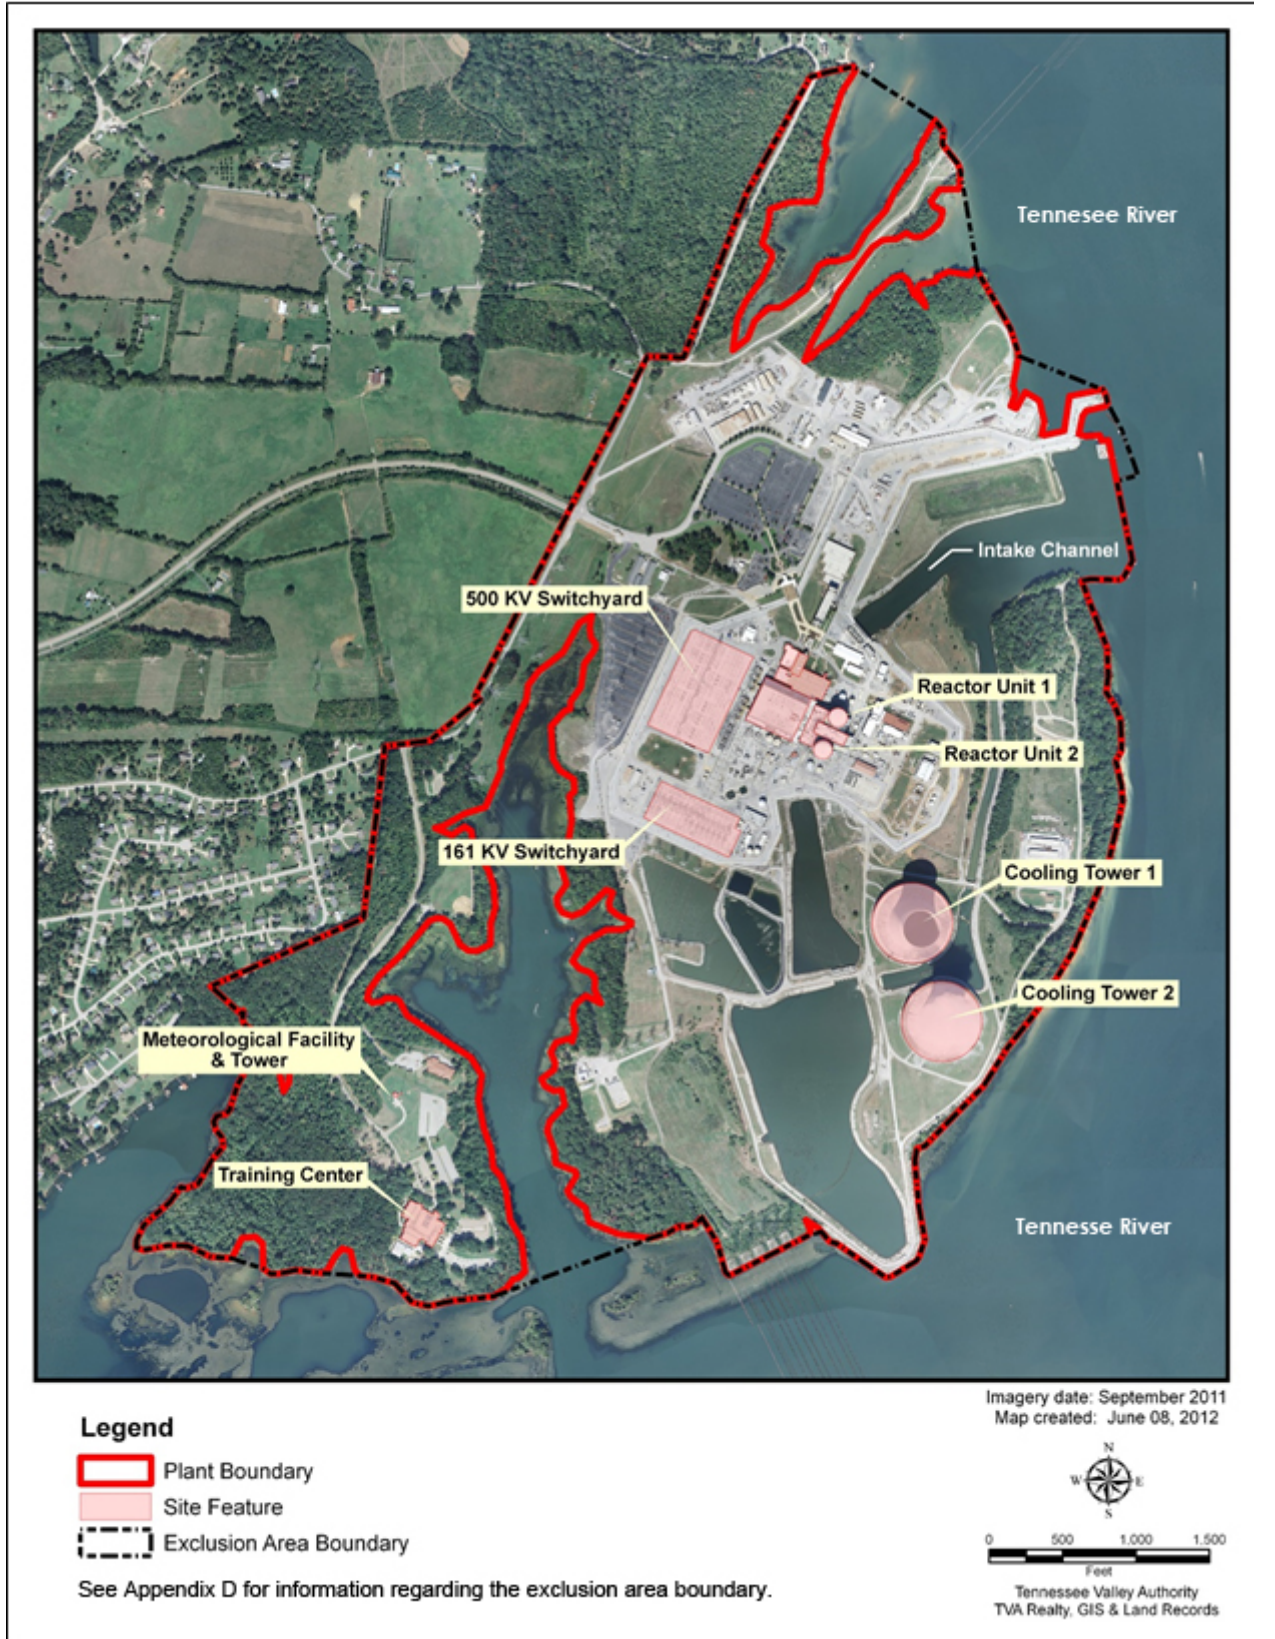 Tennesee River
Intake Channel
500 KV Switchyard
Reactor Unit 1
Reactor Unit 2
161 KV Switchyard
Cooling Tower 1
Cooling Tower 2
Meteorological Facility
& Tower
Training Center
Tennesse River
Imagery date: September 2011
Map created: June 08, 2012
Legend
Plant Boundary
Site Feature
Exclusion Area Boundary
See Appendix D for information regarding the exclusion area boundary.
N
W E
S
0 500 1,000 1,500
Feet
Tennessee Valley Authority
TVA Realty, GIS & Land Records